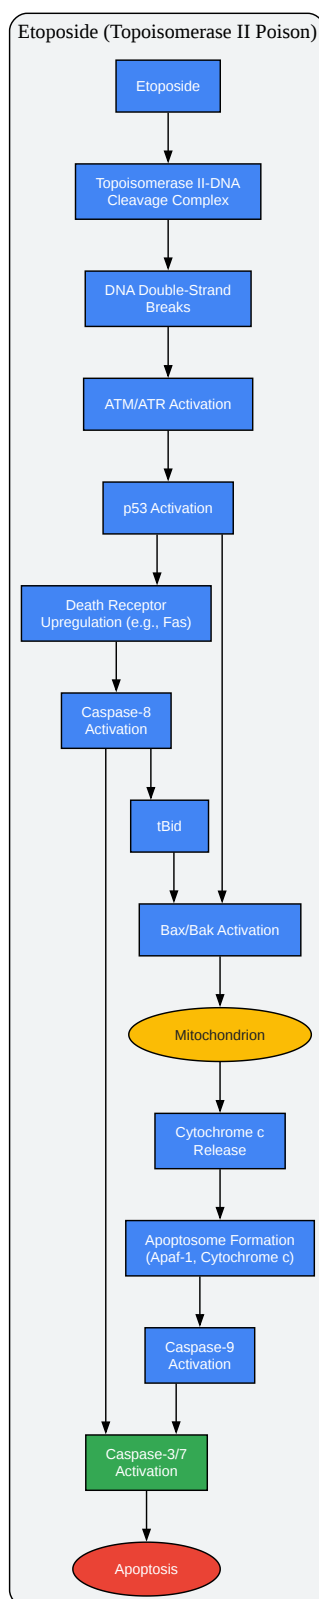 Etoposide (Topoisomerase II Poison)
Etoposide
Topoisomerase II-DNA
Cleavage Complex
DNA Double-Strand
Breaks
ATM/ATR Activation
p53 Activation
Death Receptor
Upregulation (e.g., Fas)
Caspase-8
Activation
tBid
Bax/Bak Activation
Mitochondrion
Cytochrome c
Release
Apoptosome Formation
(Apaf-1, Cytochrome c)
Caspase-9
Activation
Caspase-3/7
Activation
Apoptosis